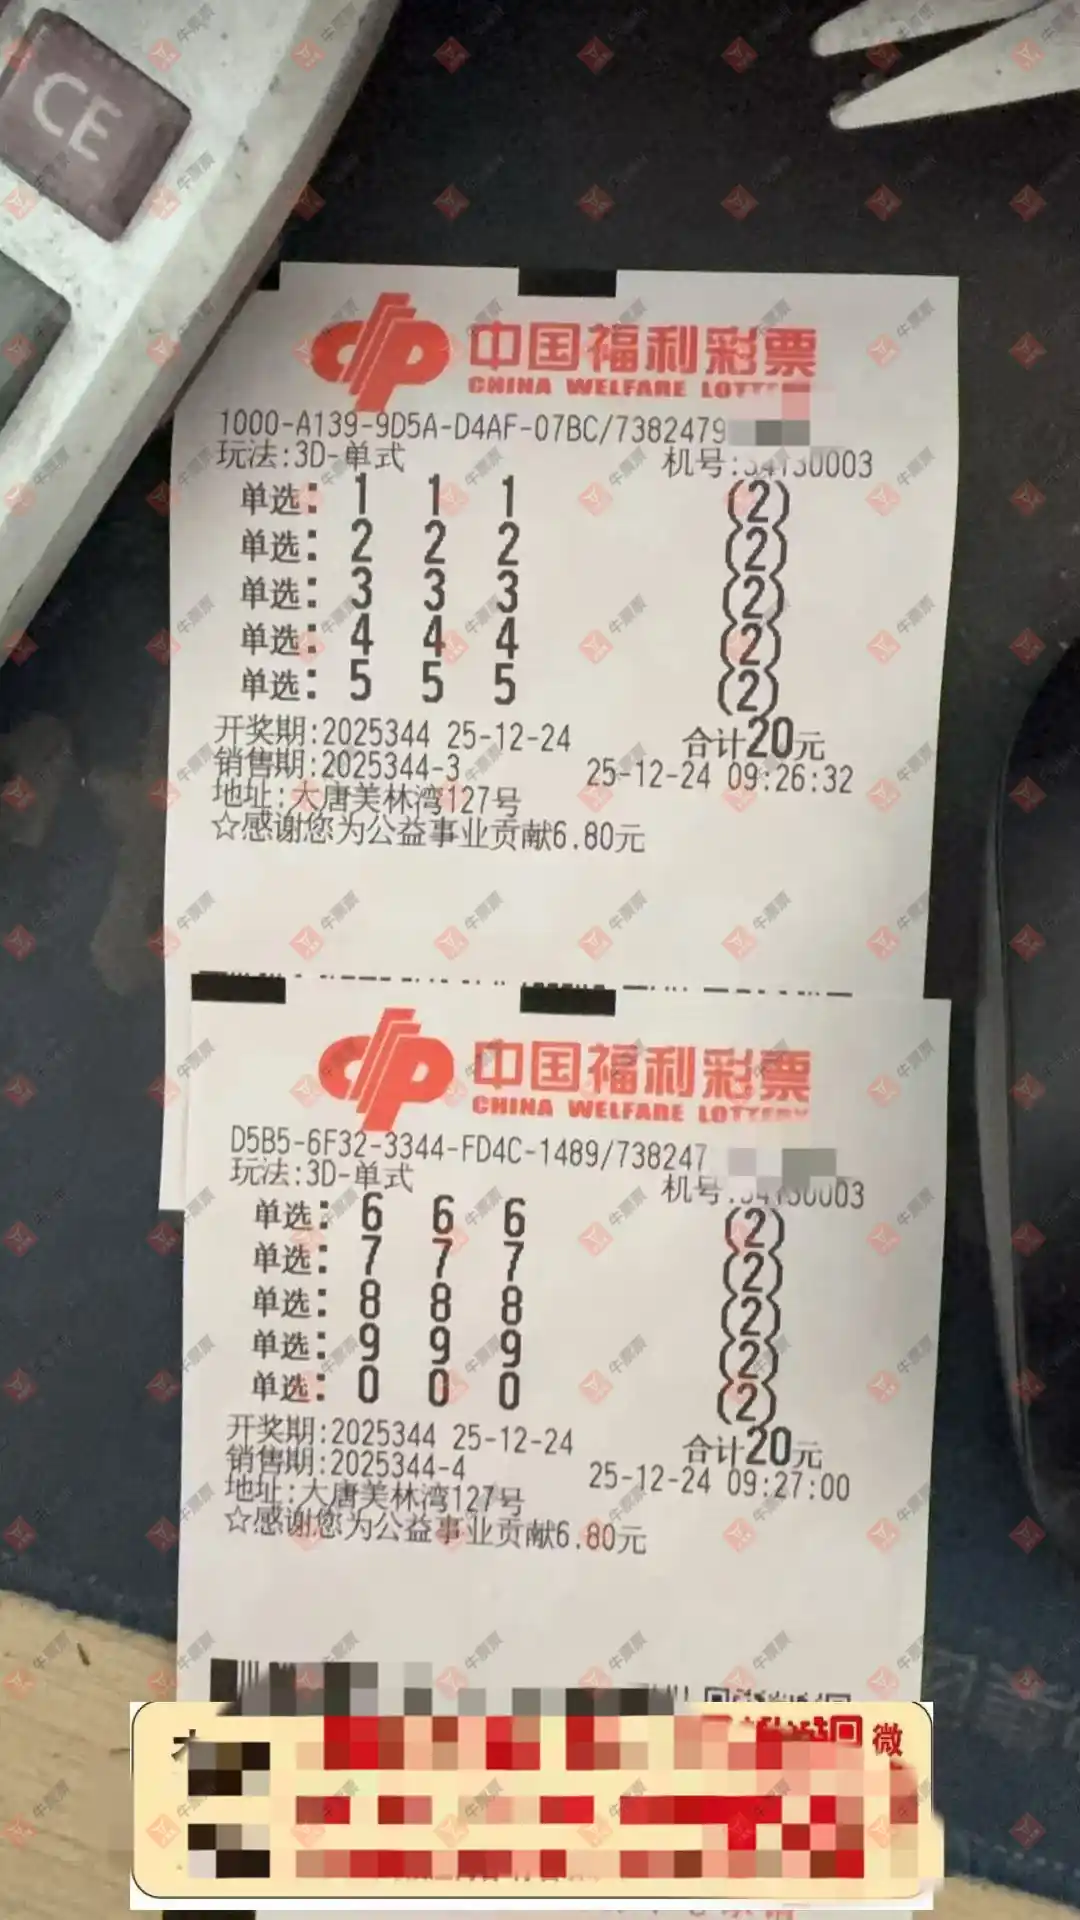 CE
中国福利彩票
CHINA WELFARE LOTTERY
1000-A139-9D5A-D4AF-07BC/7382479
玩法:3D-单式
机号:34130003
单选: 1 1 1 (2)
单选: 2 2 2 (2)
单选: 3 3 3 (2)
单选: 4 4 4 (2)
单选: 5 5 5 (2)
开奖期:2025344 25-12-24 合计20元
销售期:2025344-3 25-12-24 09:26:32
地址:大唐美林湾127号
☆感谢您为公益事业贡献6.80元
中国福利彩票
CHINA WELFARE LOTTERY
D5B5-6F32-3344-FD4C-1489/738247
玩法:3D-单式
机号:34130003
单选: 6 6 6 (2)
单选: 7 7 7 (2)
单选: 8 8 8 (2)
单选: 9 9 9 (2)
单选: 0 0 0 (2)
开奖期:2025344 25-12-24 合计20元
销售期:2025344-4 25-12-24 09:27:00
地址:大唐美林湾127号
☆感谢您为公益事业贡献6.80元
微
牛票票